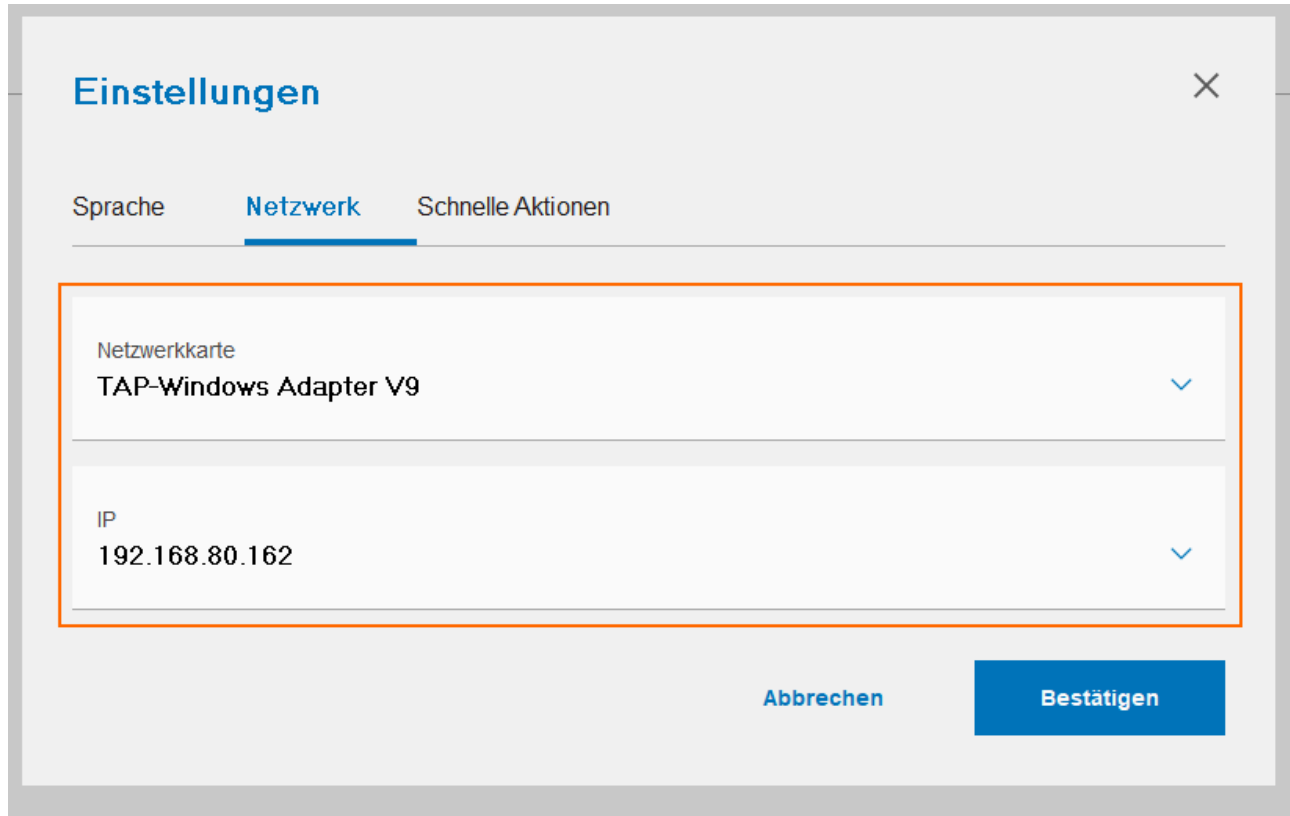 Einstellungen
Sprache Netzwerk Schnelle Aktionen
Netzwerkkarte
TAP-Windows Adapter V9
IP
192.168.80.162
Abbrechen Bestätigen